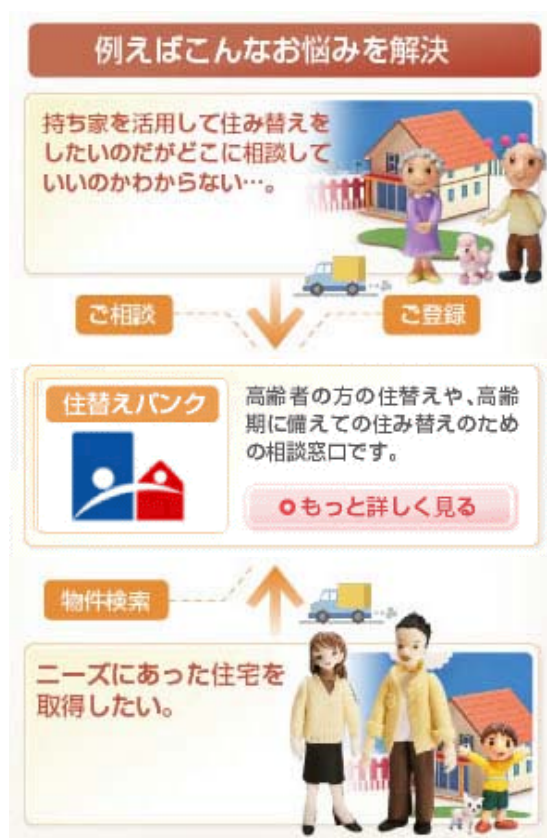 例えばこんなお悩みを解決
持ち家を活用して住み替えを
したいのだがどこに相談して
いいのかわからない…。
ご相談
ご登録
住替えバンク
高齢者の方の住替えや、高齢
期に備えての住み替えのため
の相談窓口です。
もっと詳しく見る
物件検索
ニーズにあった住宅を
取得したい。